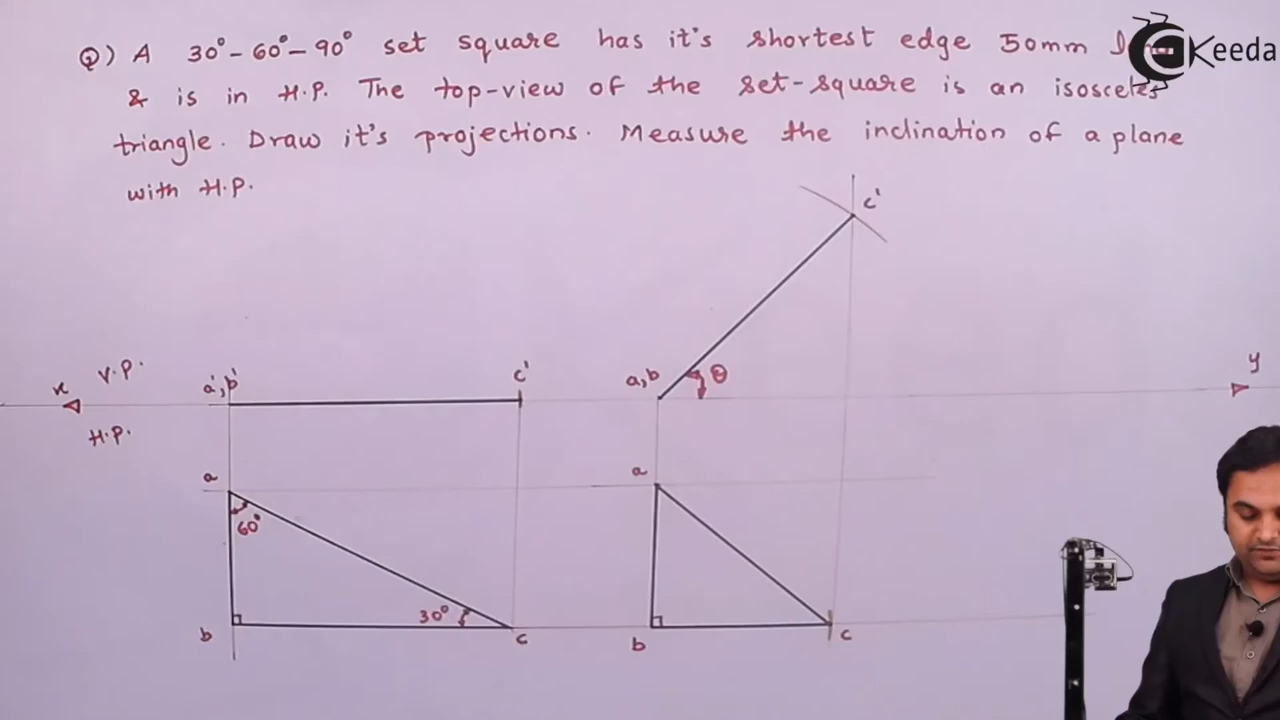 Q) A 30°-60°-90° set square has it's shortest edge 50mm
& is in H.P. The top-view of the set-square is an isosceles
triangle. Draw it's projections. Measure the inclination of a plane
with H.P.
Keeda
c'
x V.P. a',b' c' a,b θ y
H.P.
a a
60°
30°
b c b c